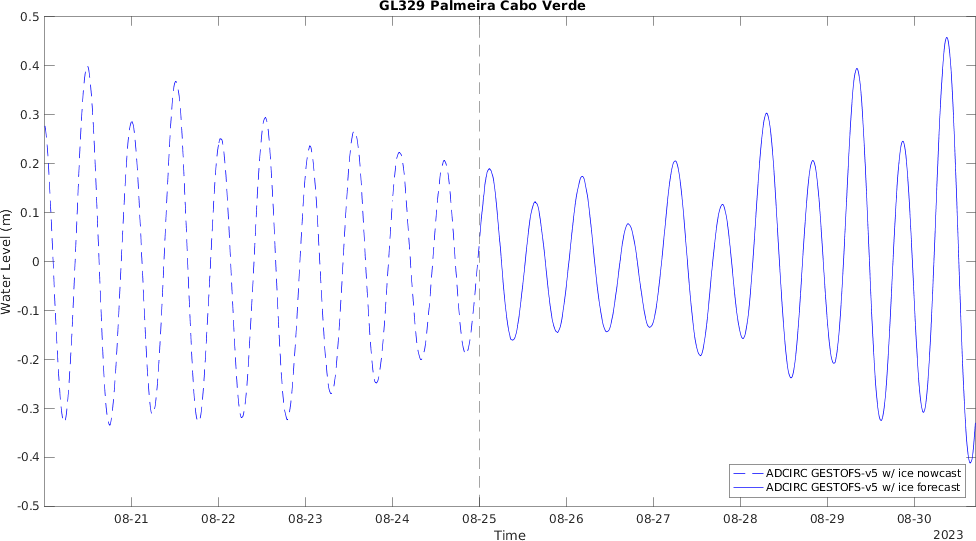 GL329 Palmeira Cabo Verde
0.5
0.4
0.3
0.2
0.1
0
-0.1
-0.2
-0.3
-0.4
-0.5
Water Level (m)
ADCIRC GESTOFS-v5 w/ ice nowcast
ADCIRC GESTOFS-v5 w/ ice forecast
08-21 08-22 08-23 08-24 08-25 08-26 08-27 08-28 08-29 08-30
Time
2023